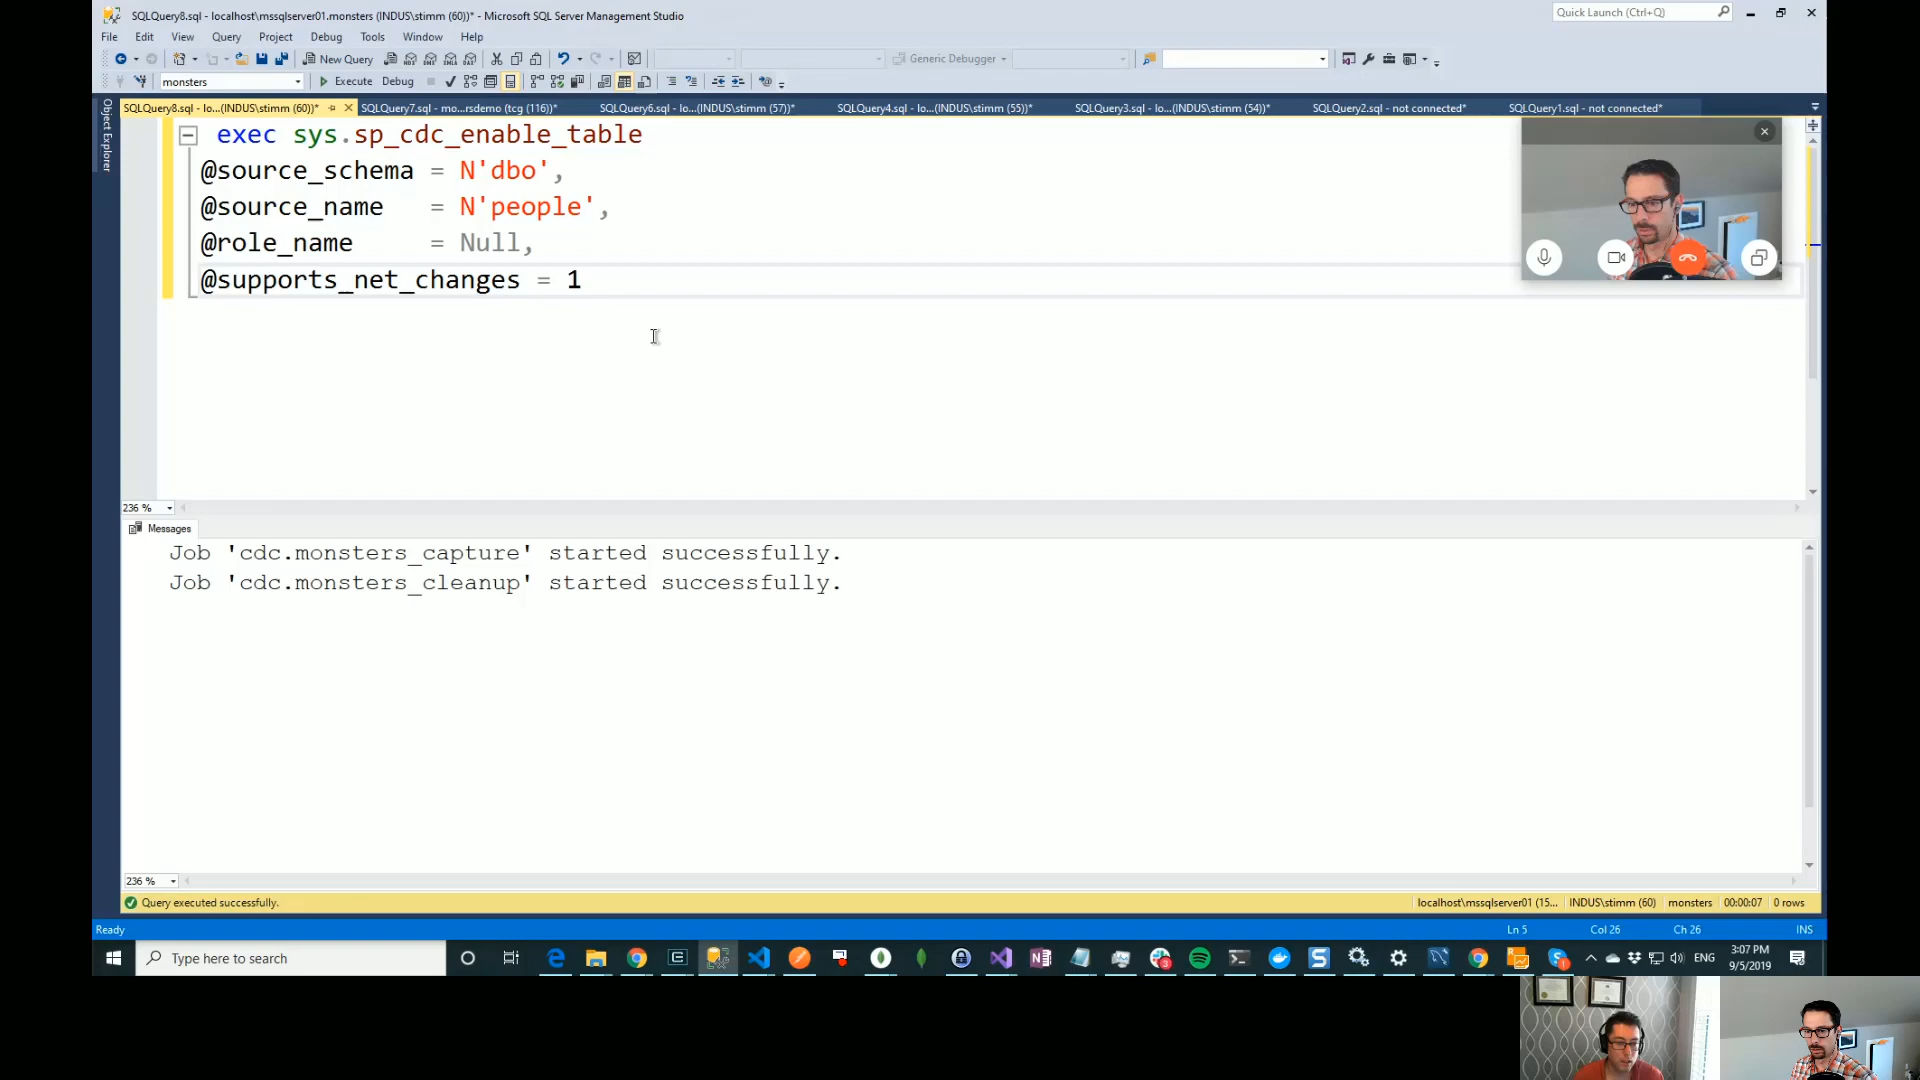 SQLQuery8.sql - localhost\mssqlserver01.monsters (INDUS\stimm (60))* - Microsoft SQL Server Management Studio
Quick Launch (Ctrl+Q)
File Edit View Query Project Debug Tools Window Help
New Query
Generic Debugger
monsters
Execute
Debug
SQLQuery8.sql - lo...(INDUS\stimm (60))*
SQLQuery7.sql - mo...rsdemo (tcg (116))*
SQLQuery6.sql - lo...(INDUS\stimm (57))*
SQLQuery4.sql - lo...(INDUS\stimm (55))*
SQLQuery3.sql - lo...(INDUS\stimm (54))*
SQLQuery2.sql - not connected*
SQLQuery1.sql - not connected*
Object Explorer
exec sys.sp_cdc_enable_table
@source_schema = N'dbo',
@source_name = N'people',
@role_name = Null,
@supports_net_changes = 1
236 %
Messages
Job 'cdc.monsters_capture' started successfully.
Job 'cdc.monsters_cleanup' started successfully.
236 %
Query executed successfully.
localhost\mssqlserver01 (15...
INDUS\stimm (60)
monsters
00:00:07
0 rows
Ready
Ln 5
Col 26
Ch 26
INS
Type here to search
ENG
3:07 PM
9/5/2019